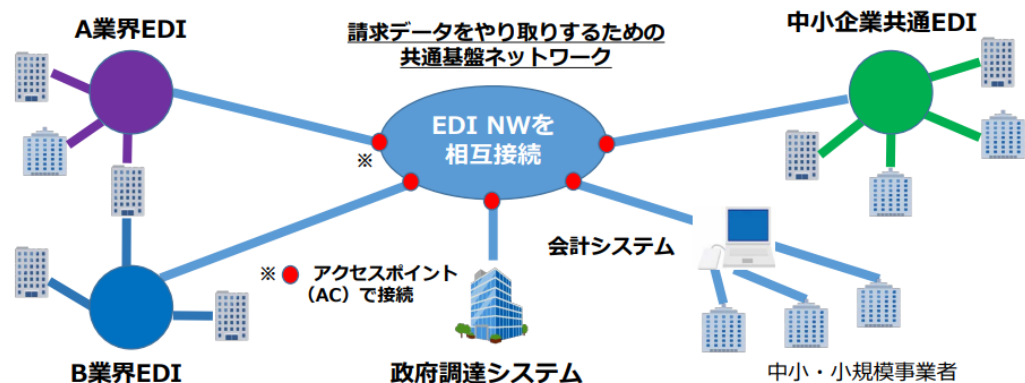 A業界EDI
請求データをやり取りするための
共通基盤ネットワーク
中小企業共通EDI
EDI NWを
相互接続
※
会計システム
※ アクセスポイント
(AC)で接続
B業界EDI
政府調達システム
中小・小規模事業者